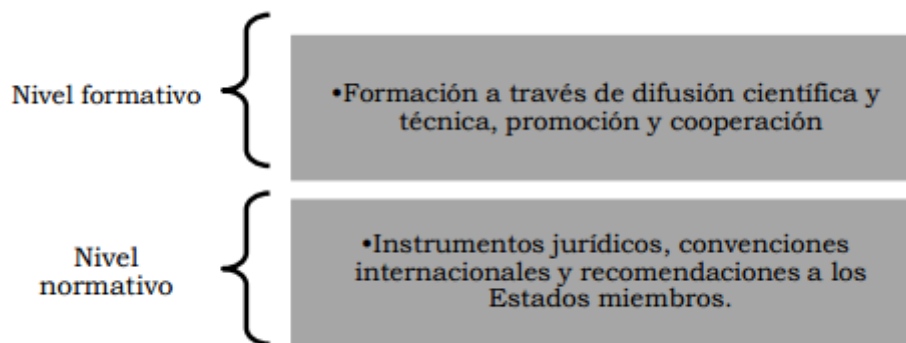 Nivel formativo
•Formación a través de difusión científica y
técnica, promoción y cooperación
Nivel
normativo
•Instrumentos jurídicos, convenciones
internacionales y recomendaciones a los
Estados miembros.